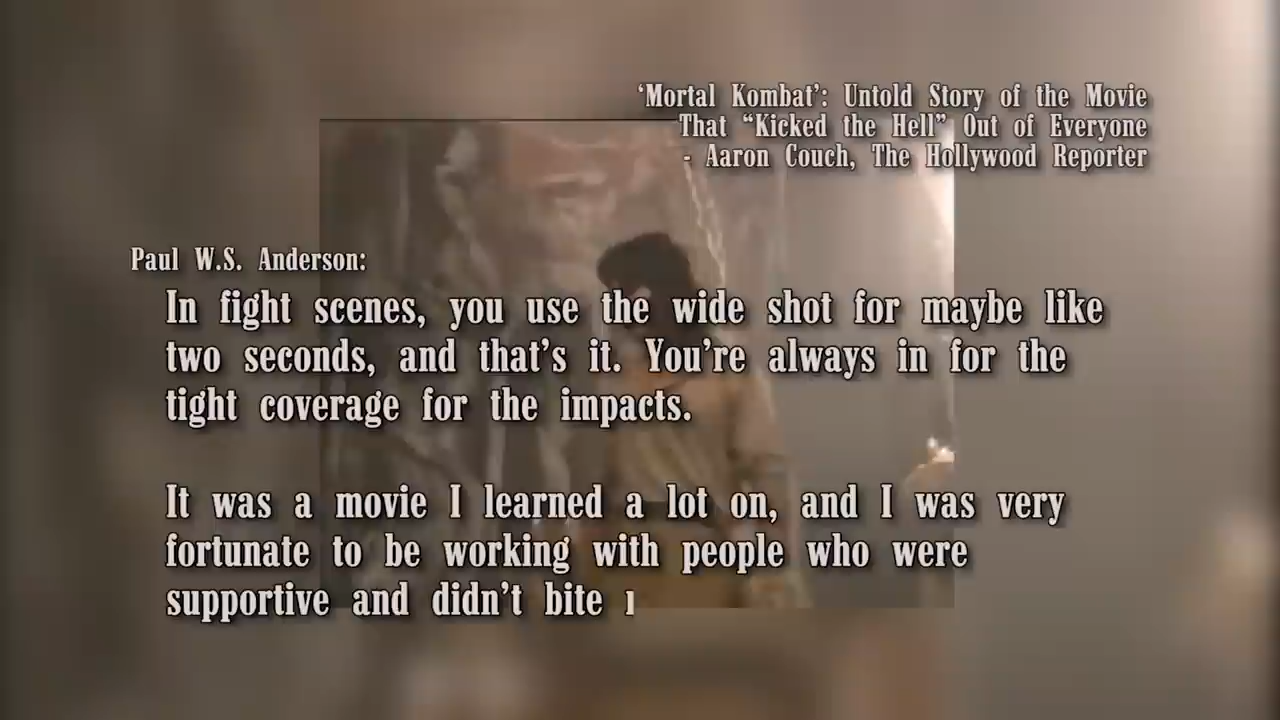 ‘Mortal Kombat’: Untold Story of the Movie
That “Kicked the Hell” Out of Everyone
- Aaron Couch, The Hollywood Reporter
Paul W.S. Anderson:
In fight scenes, you use the wide shot for maybe like
two seconds, and that’s it. You’re always in for the
tight coverage for the impacts.
It was a movie I learned a lot on, and I was very
fortunate to be working with people who were
supportive and didn’t bite